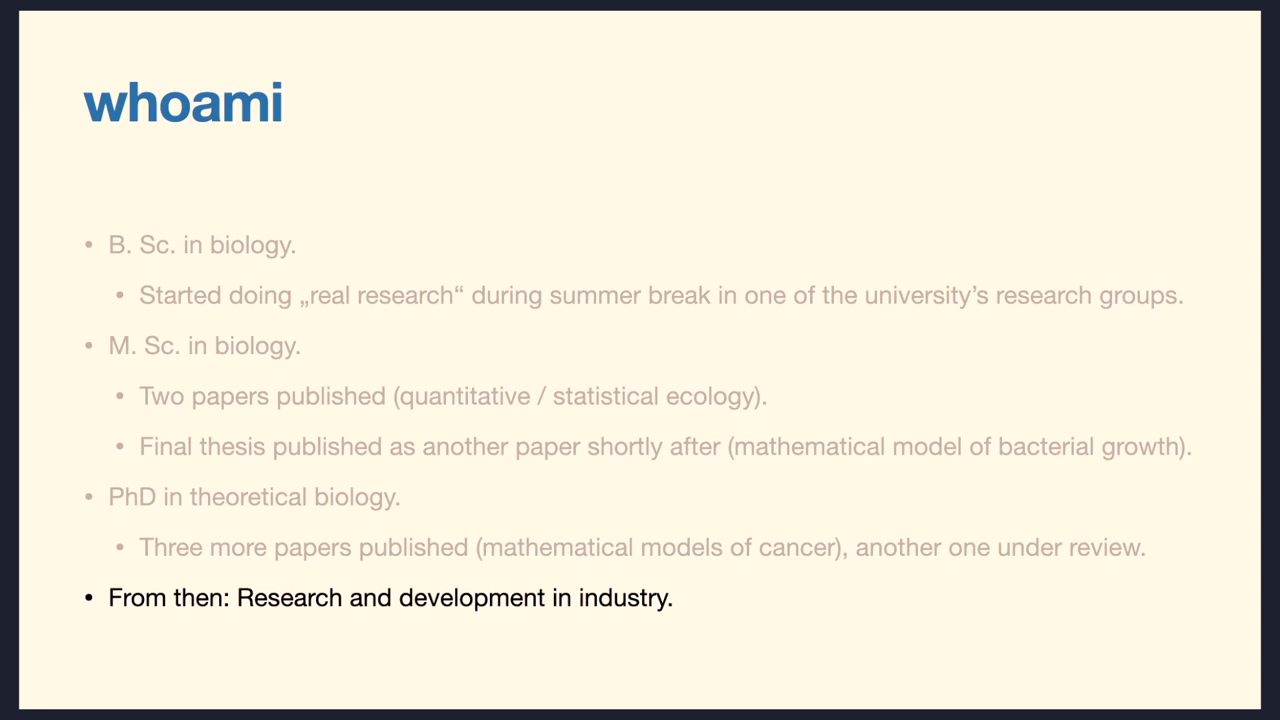 whoami
• B. Sc. in biology.
• Started doing „real research“ during summer break in one of the university’s research groups.
• M. Sc. in biology.
• Two papers published (quantitative / statistical ecology).
• Final thesis published as another paper shortly after (mathematical model of bacterial growth).
• PhD in theoretical biology.
• Three more papers published (mathematical models of cancer), another one under review.
• From then: Research and development in industry.